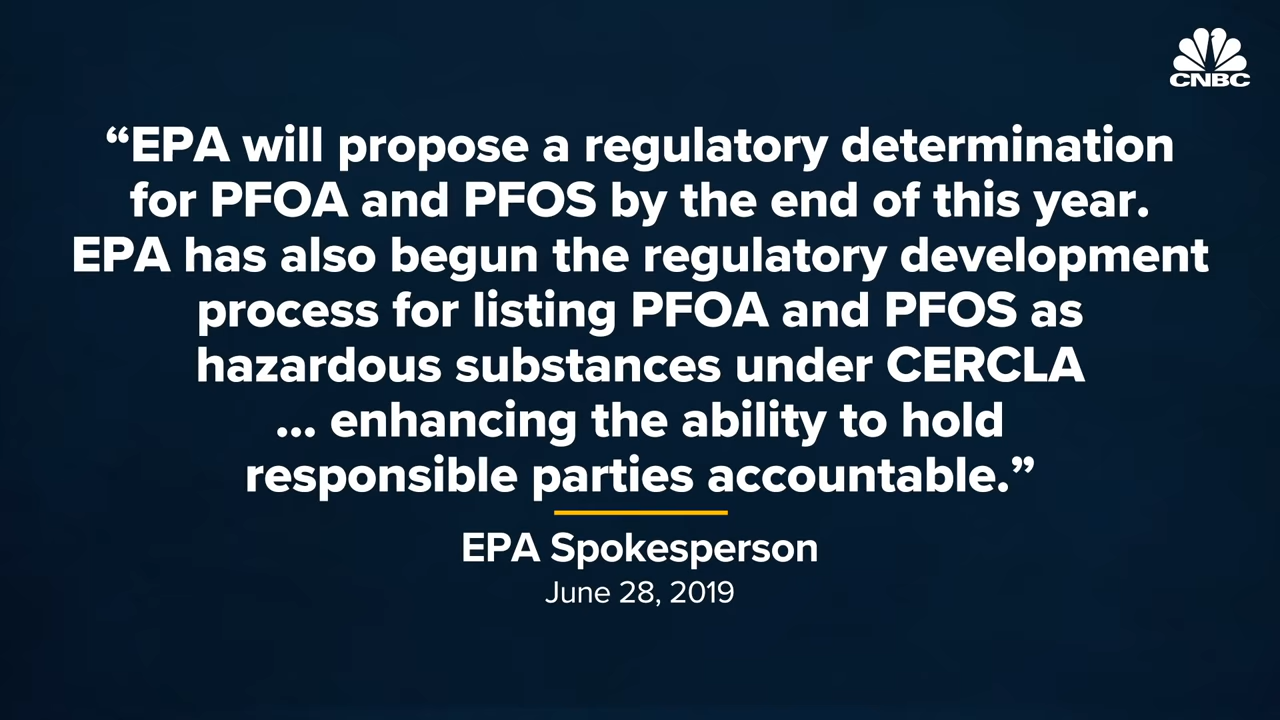 CNBC
“EPA will propose a regulatory determination
for PFOA and PFOS by the end of this year.
EPA has also begun the regulatory development
process for listing PFOA and PFOS as
hazardous substances under CERCLA
... enhancing the ability to hold
responsible parties accountable.”
EPA Spokesperson
June 28, 2019